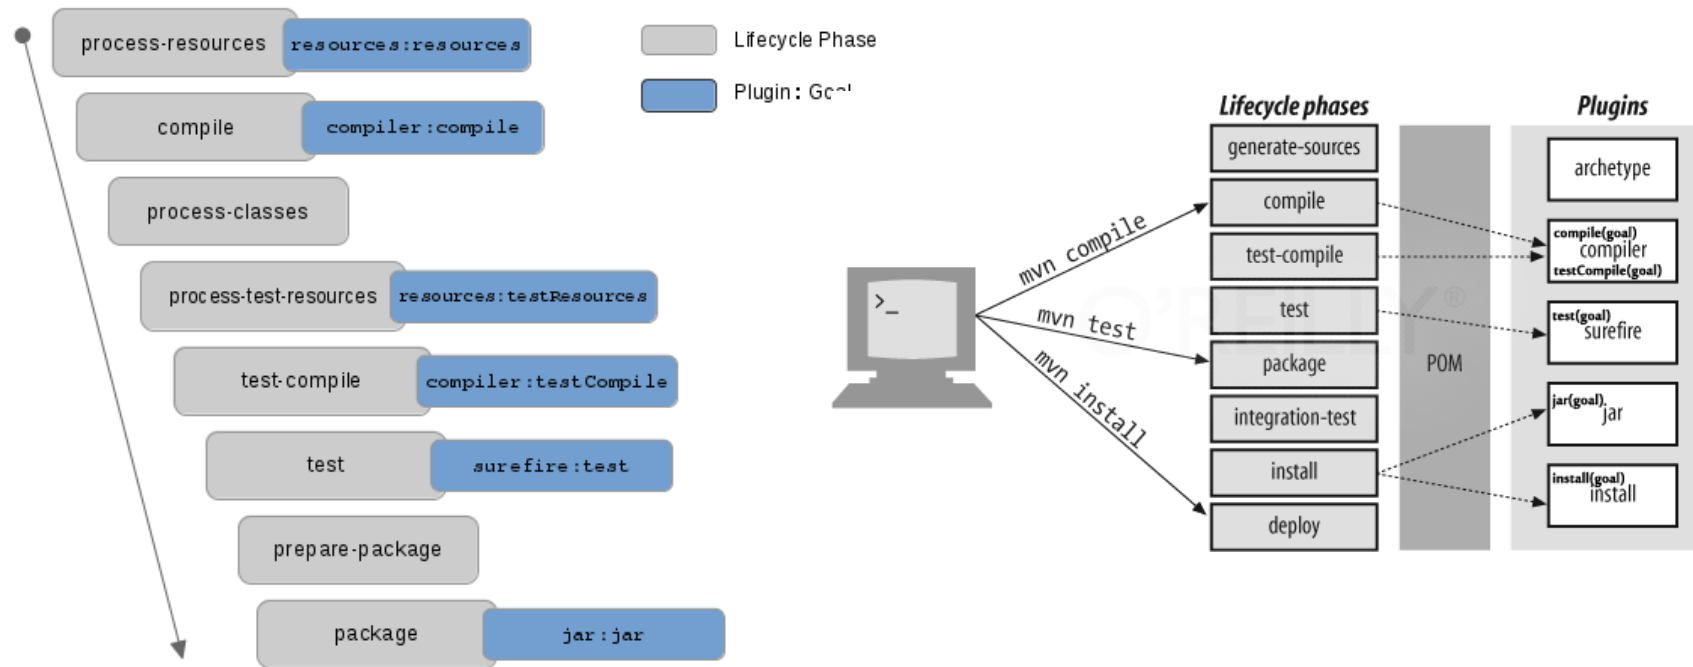 process-resources
resources:resources
compile
compiler:compile
process-classes
process-test-resources
resources:testResources
test-compile
compiler:testCompile
test
surefire:test
prepare-package
package
jar:jar
Lifecycle Phase
Plugin: Goal
mvn compile
mvn test
mvn install
>_
Lifecycle phases
generate-sources
compile
test-compile
test
package
integration-test
install
deploy
O'REILLY®
POM
Plugins
archetype
compile(goal)
compiler
testCompile(goal)
test(goal)
surefire
jar(goal)
jar
install(goal)
install